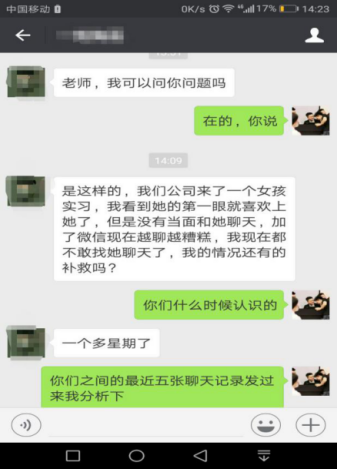 中国移动 0K/s 46 17% 14:23
老师，我可以问你问题吗
在的，你说
14:09
是这样的，我们公司来了一个女孩
实习，我看到她的第一眼就喜欢上
她了，但是没有当面和她聊天，加
了微信现在越聊越糟糕，我现在都
不敢找她聊天了，我的情况还有的
补救吗？
你们什么时候认识的
一个多星期了
你们之间的最近五张聊天记录发过
来我分析下